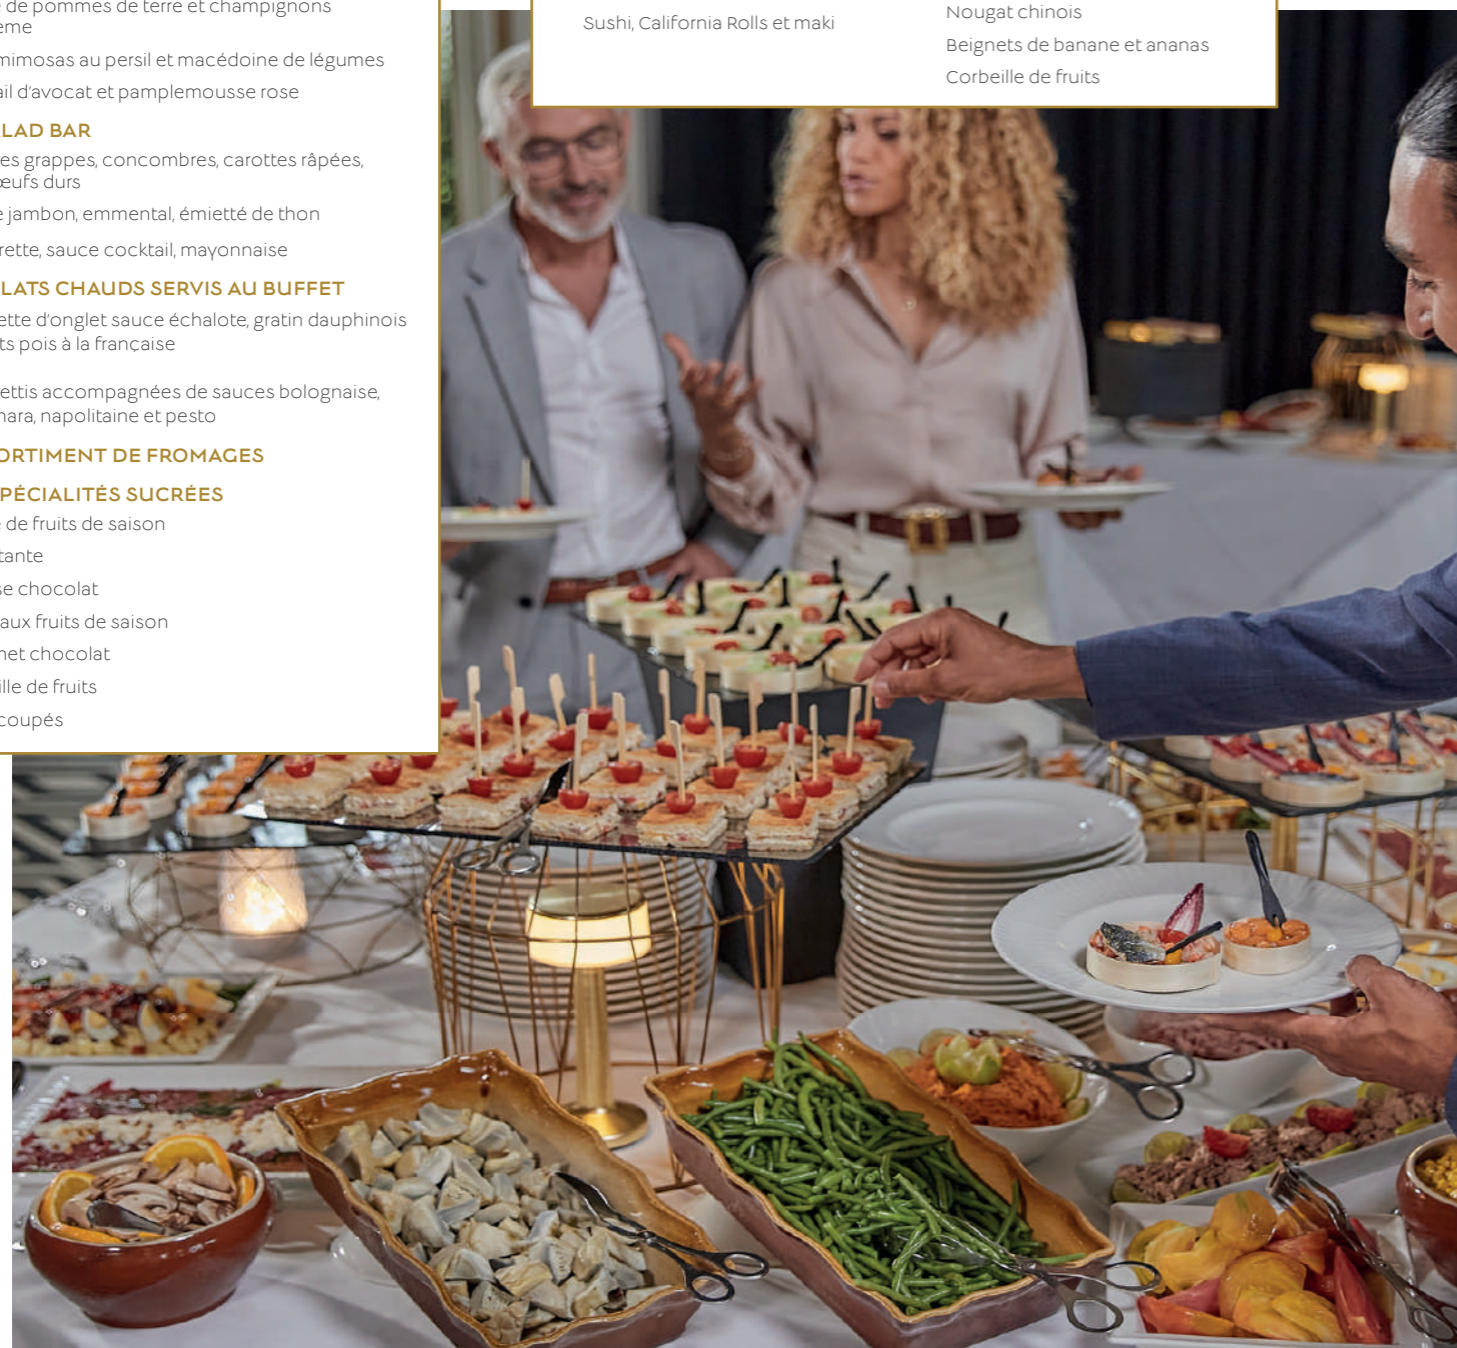 de pommes de terre et champignons
ème
mimosas au persil et macédoine de légumes
ail d'avocat et pamplemousse rose
LAD BAR
es grappes, concombres, carottes râpées,
œufs durs
e jambon, emmental, émietté de thon
rette, sauce cocktail, mayonnaise
LATS CHAUDS SERVIS AU BUFFET
ette d'onglet sauce échalote, gratin dauphinois
ts pois à la française
ettis accompagnées de sauces bolognaise,
nara, napolitaine et pesto
ORTIMENT DE FROMAGES
PÉCIALITÉS SUCRÉES
e de fruits de saison
tante
se chocolat
aux fruits de saison
net chocolat
ille de fruits
coupés
Sushi, California Rolls et maki
Nougat chinois
Beignets de banane et ananas
Corbeille de fruits